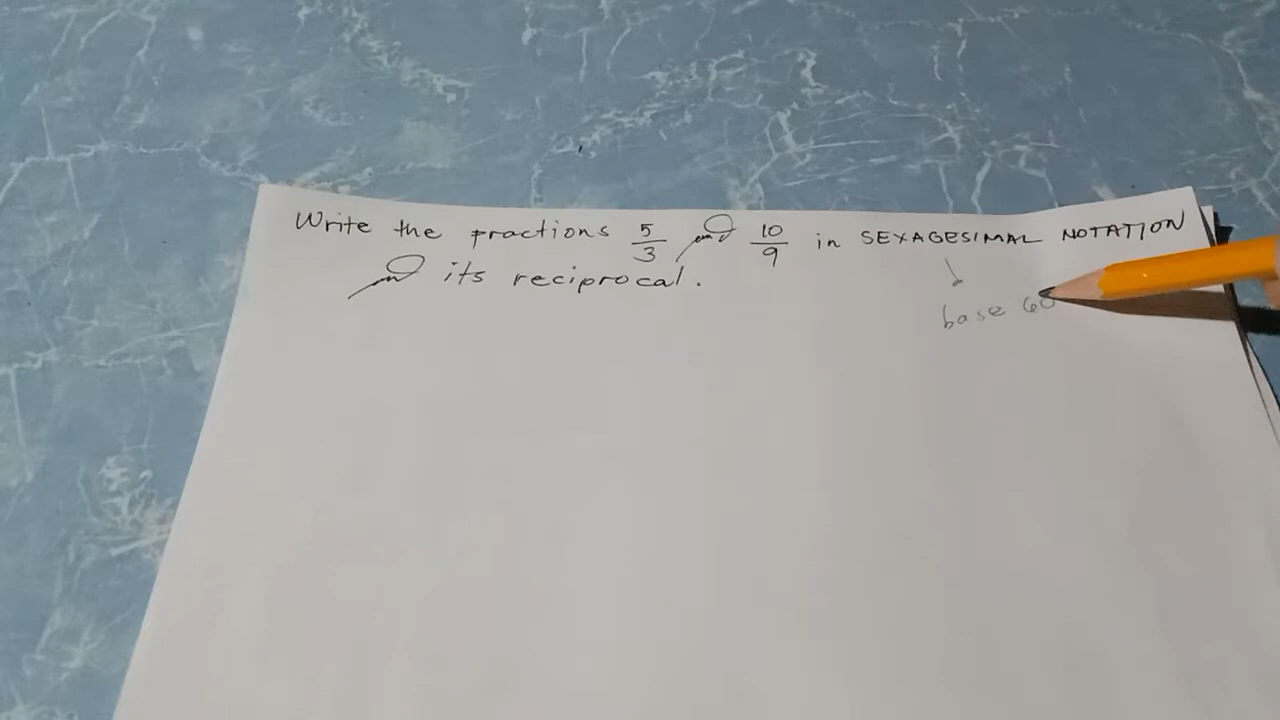 Write the fractions 5/3 and 10/9 in SEXAGESIMAL NOTATION
and its reciprocal.
base 60